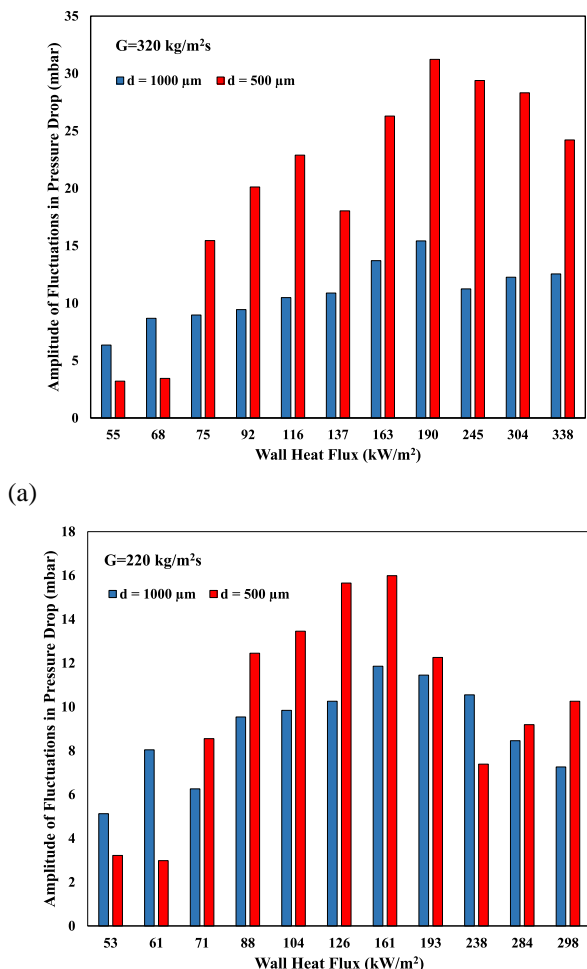 35
30
25
20
15
10
5
0
Amplitude of Fluctuations in Pressure Drop (mbar)
G=320 kg/m²s
d = 1000 µm d = 500 µm
55 68 75 92 116 137 163 190 245 304 338
Wall Heat Flux (kW/m²)
(a)
18
16
14
12
10
8
6
4
2
0
Amplitude of Fluctuations in Pressure Drop (mbar)
G=220 kg/m²s
d = 1000 µm d = 500 µm
53 61 71 88 104 126 161 193 238 284 298
Wall Heat Flux (kW/m²)